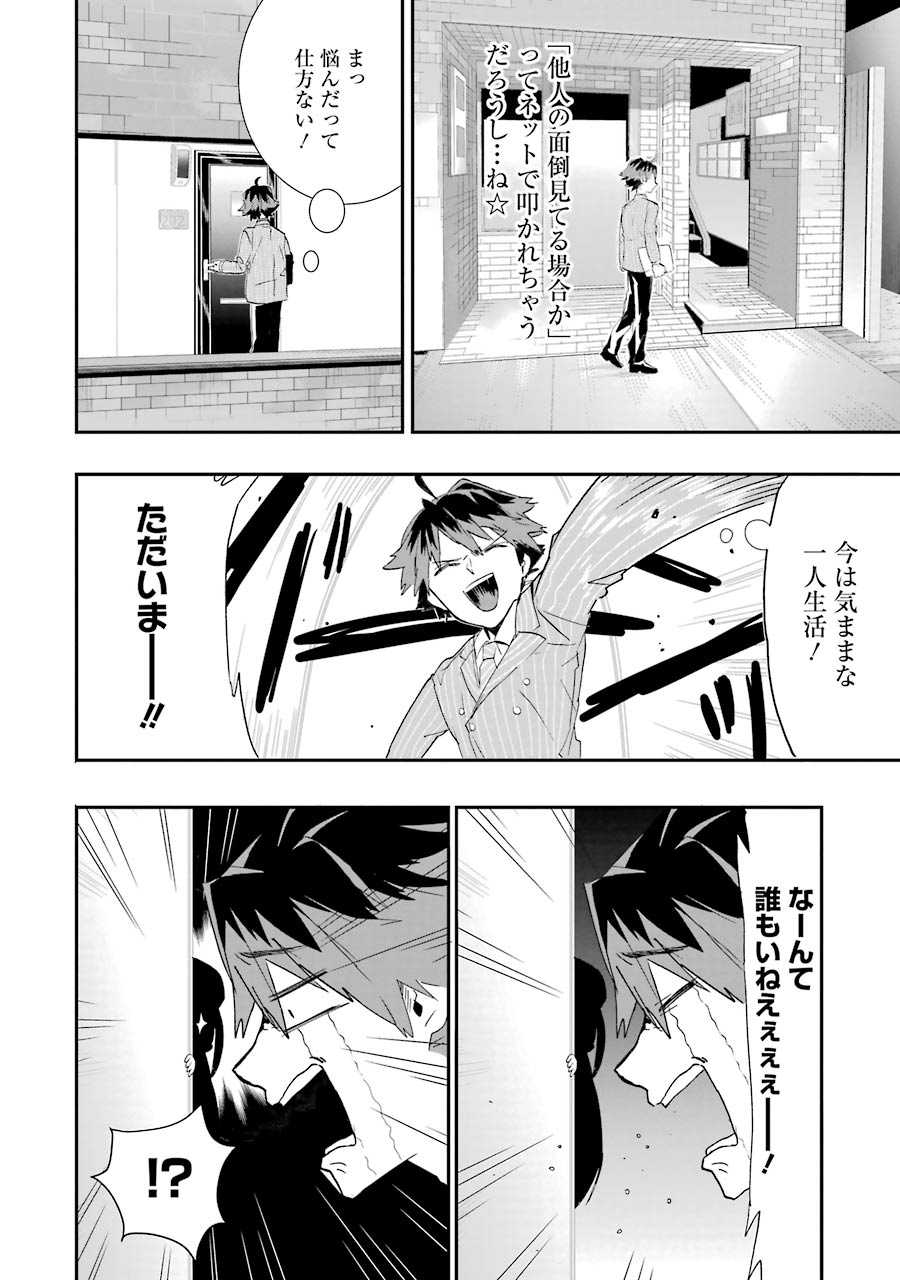 「他人の面倒見てる場合か」
ってネットで叩かれちゃう
だろうし…ね☆
まっ
悩んだって
仕方ない!
202
今は気ままな
一人生活!
ただいまーー!!
なーんて
誰もいねえぇぇぇーー!
!?